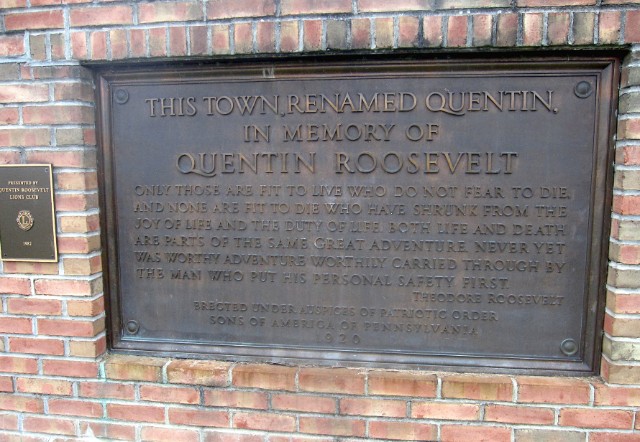 THIS TOWN, RENAMED QUENTIN,
IN MEMORY OF
QUENTIN ROOSEVELT
ONLY THOSE ARE FIT TO LIVE WHO DO NOT FEAR TO DIE,
AND NONE ARE FIT TO DIE WHO HAVE SHRUNK FROM THE
JOY OF LIFE AND THE DUTY OF LIFE. BOTH LIFE AND DEATH
ARE PARTS OF THE SAME GREAT ADVENTURE. NEVER YET
WAS WORTHY ADVENTURE WORTHILY CARRIED THROUGH BY
THE MAN WHO PUT HIS PERSONAL SAFETY FIRST.
THEODORE ROOSEVELT
ERECTED UNDER AUSPICES OF PATRIOTIC ORDER
SONS OF AMERICA OF PENNSYLVANIA
1920
PRESENTED BY
QUENTIN ROOSEVELT
LIONS CLUB